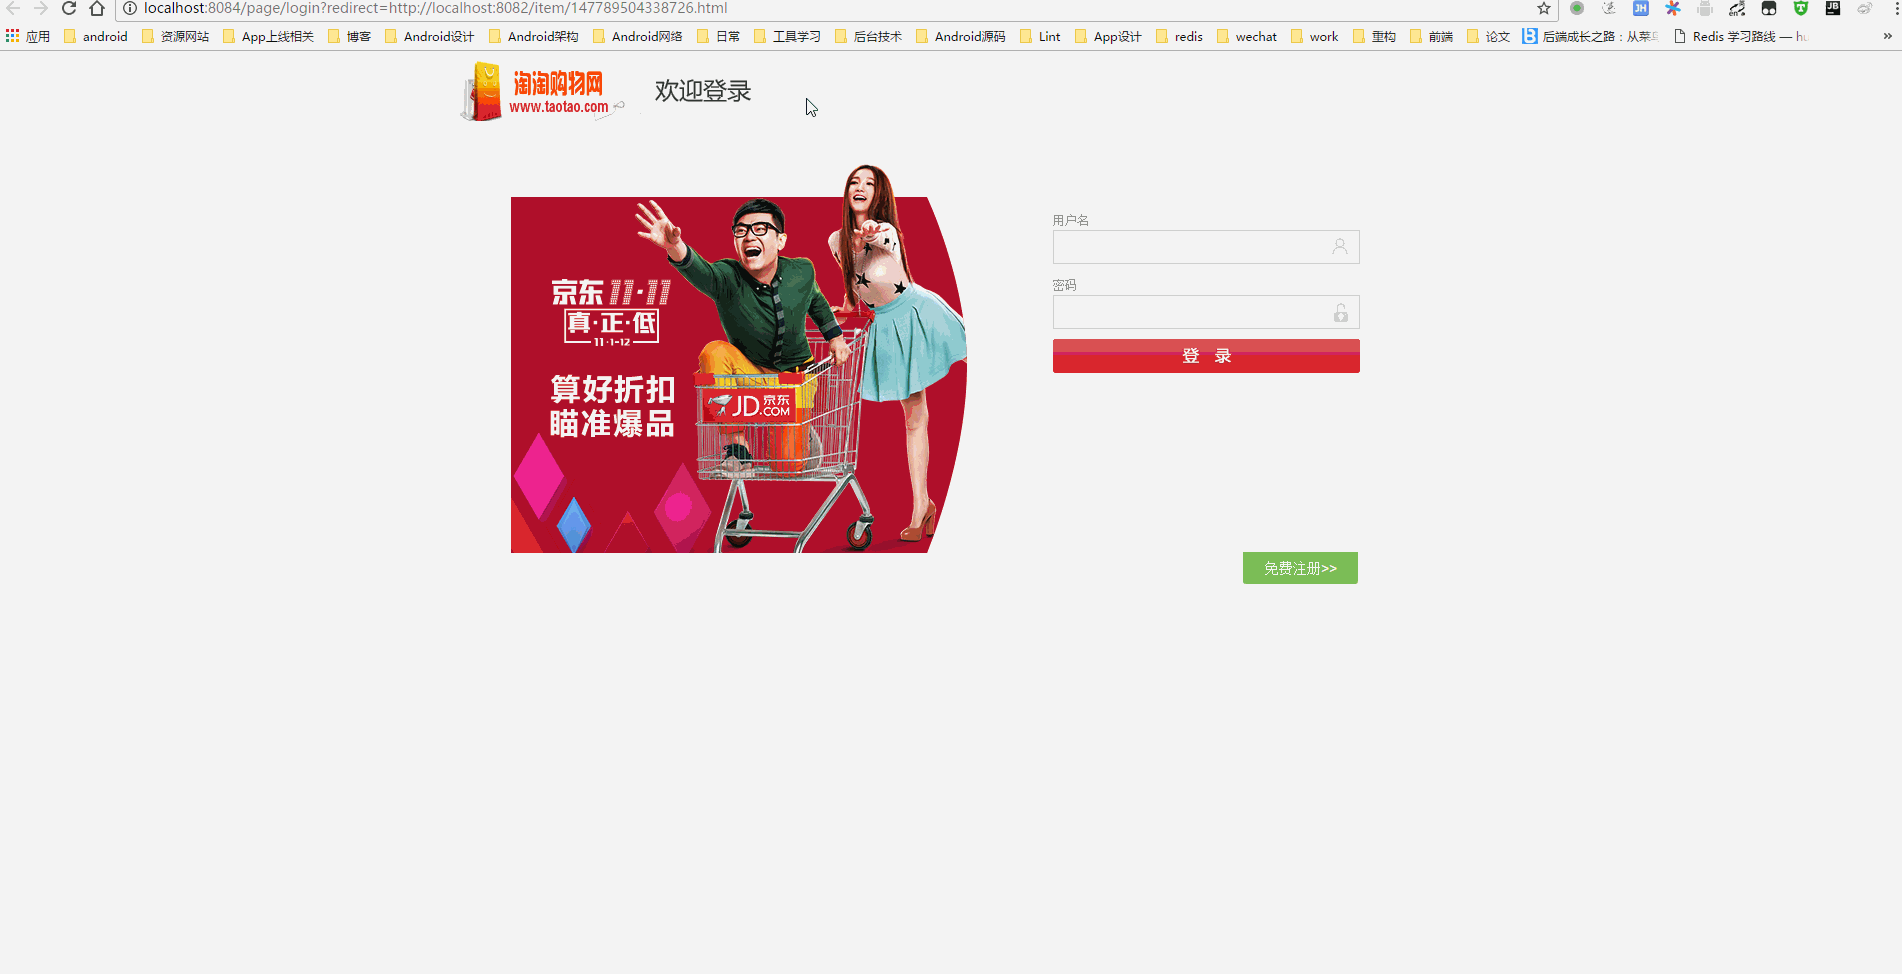 localhost:8084/page/login?redirect=http://localhost:8082/item/147789504338726.html
应用 android 资源网站 App上线相关 博客 Android设计 Android架构 Android网络 日常 工具学习 后台技术 Android源码 Lint App设计 redis wechat work 重构 前端 论文 后端成长之路：从菜 Redis 学习路线 — hu »
淘淘购物网
www.taotao.com
欢迎登录
京东 11·11
真·正·低
11·1-12
算好折扣
瞄准爆品
JD 京东
.COM
用户名
密码
登 录
免费注册>>